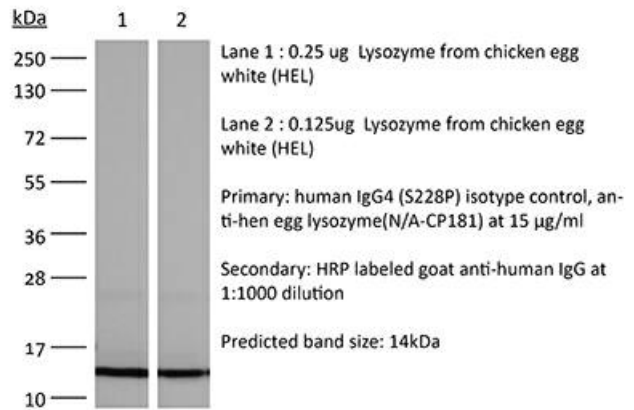 kDa
1 2
250
130
72
55
36
28
17
10
Lane 1 : 0.25 ug Lysozyme from chicken egg
white (HEL)
Lane 2 : 0.125ug Lysozyme from chicken egg
white (HEL)
Primary: human IgG4 (S228P) isotype control, an-
ti-hen egg lysozyme(N/A-CP181) at 15 µg/ml
Secondary: HRP labeled goat anti-human IgG at
1:1000 dilution
Predicted band size: 14kDa